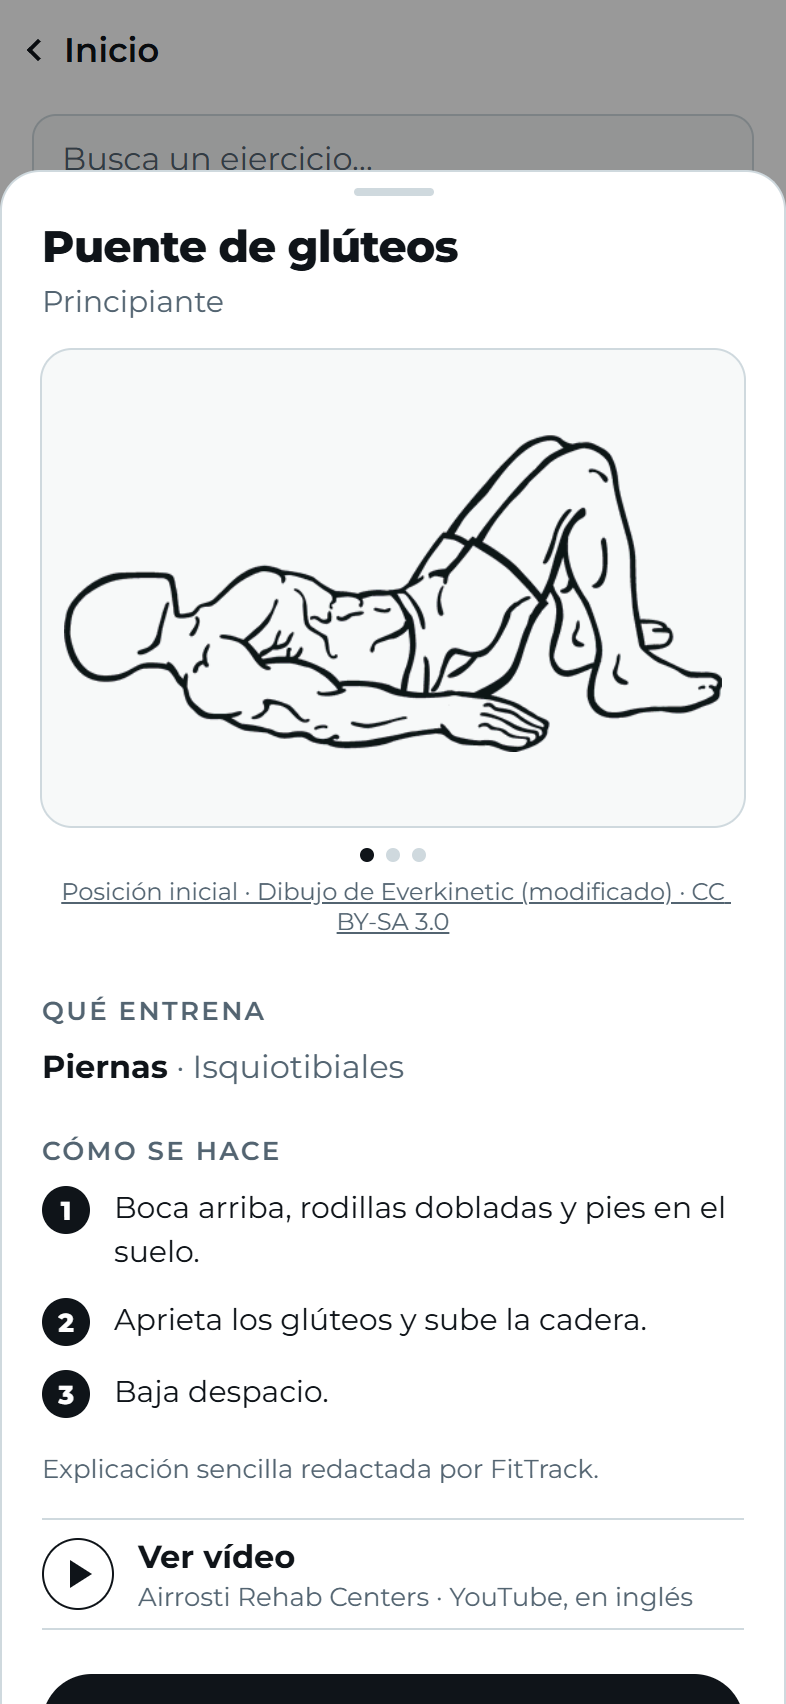 Inicio
Busca un ejercicio...
Puente de glúteos
Principiante
Posición inicial · Dibujo de Everkinetic (modificado) · CC
BY-SA 3.0
QUÉ ENTRENA
Piernas · Isquiotibiales
CÓMO SE HACE
1 Boca arriba, rodillas dobladas y pies en el
suelo.
2 Aprieta los glúteos y sube la cadera.
3 Baja despacio.
Explicación sencilla redactada por FitTrack.
Ver vídeo
Airrosti Rehab Centers · YouTube, en inglés